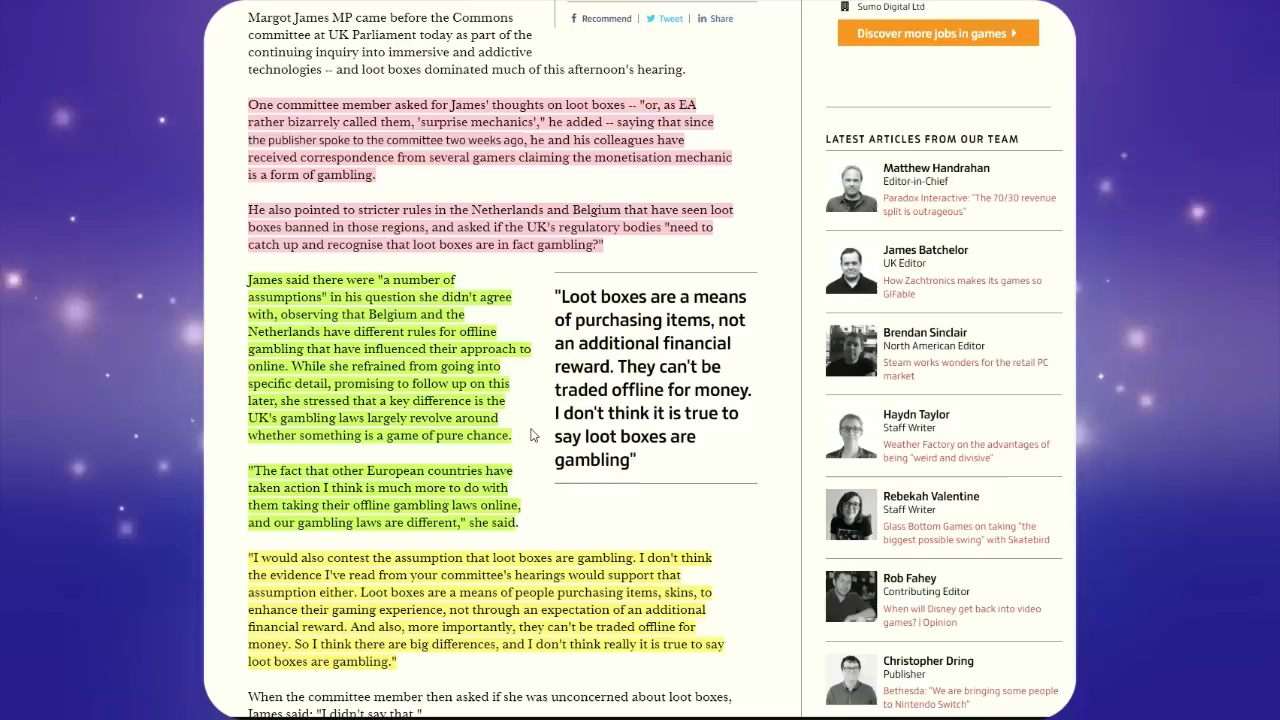 Margot James MP came before the Commons
committee at UK Parliament today as part of the
continuing inquiry into immersive and addictive
technologies -- and loot boxes dominated much of this afternoon's hearing.
Recommend | Tweet | in Share
One committee member asked for James' thoughts on loot boxes -- "or, as EA
rather bizarrely called them, 'surprise mechanics'," he added -- saying that since
the publisher spoke to the committee two weeks ago, he and his colleagues have
received correspondence from several gamers claiming the monetisation mechanic
is a form of gambling.
He also pointed to stricter rules in the Netherlands and Belgium that have seen loot
boxes banned in those regions, and asked if the UK's regulatory bodies "need to
catch up and recognise that loot boxes are in fact gambling?"
James said there were "a number of
assumptions" in his question she didn't agree
with, observing that Belgium and the
Netherlands have different rules for offline
gambling that have influenced their approach to
online. While she refrained from going into
specific detail, promising to follow up on this
later, she stressed that a key difference is the
UK's gambling laws largely revolve around
whether something is a game of pure chance.
"The fact that other European countries have
taken action I think is much more to do with
them taking their offline gambling laws online,
and our gambling laws are different," she said.
"Loot boxes are a means
of purchasing items, not
an additional financial
reward. They can't be
traded offline for money.
I don't think it is true to
say loot boxes are
gambling"
"I would also contest the assumption that loot boxes are gambling. I don't think
the evidence I've read from your committee's hearings would support that
assumption either. Loot boxes are a means of people purchasing items, skins, to
enhance their gaming experience, not through an expectation of an additional
financial reward. And also, more importantly, they can't be traded offline for
money. So I think there are big differences, and I don't think really it is true to say
loot boxes are gambling."
When the committee member then asked if she was unconcerned about loot boxes,
James said: "I didn't say that."
Sumo Digital Ltd
Discover more jobs in games
LATEST ARTICLES FROM OUR TEAM
Matthew Handrahan
Editor-in-Chief
Paradox Interactive: "The 70/30 revenue
split is outrageous"
James Batchelor
UK Editor
How Zachtronics makes its games so
GIFable
Brendan Sinclair
North American Editor
Steam works wonders for the retail PC
market
Haydn Taylor
Staff Writer
Weather Factory on the advantages of
being "weird and divisive"
Rebekah Valentine
Staff Writer
Glass Bottom Games on taking "the
biggest possible swing" with Skatebird
Rob Fahey
Contributing Editor
When will Disney get back into video
games? | Opinion
Christopher Dring
Publisher
Bethesda: "We are bringing some people
to Nintendo Switch"